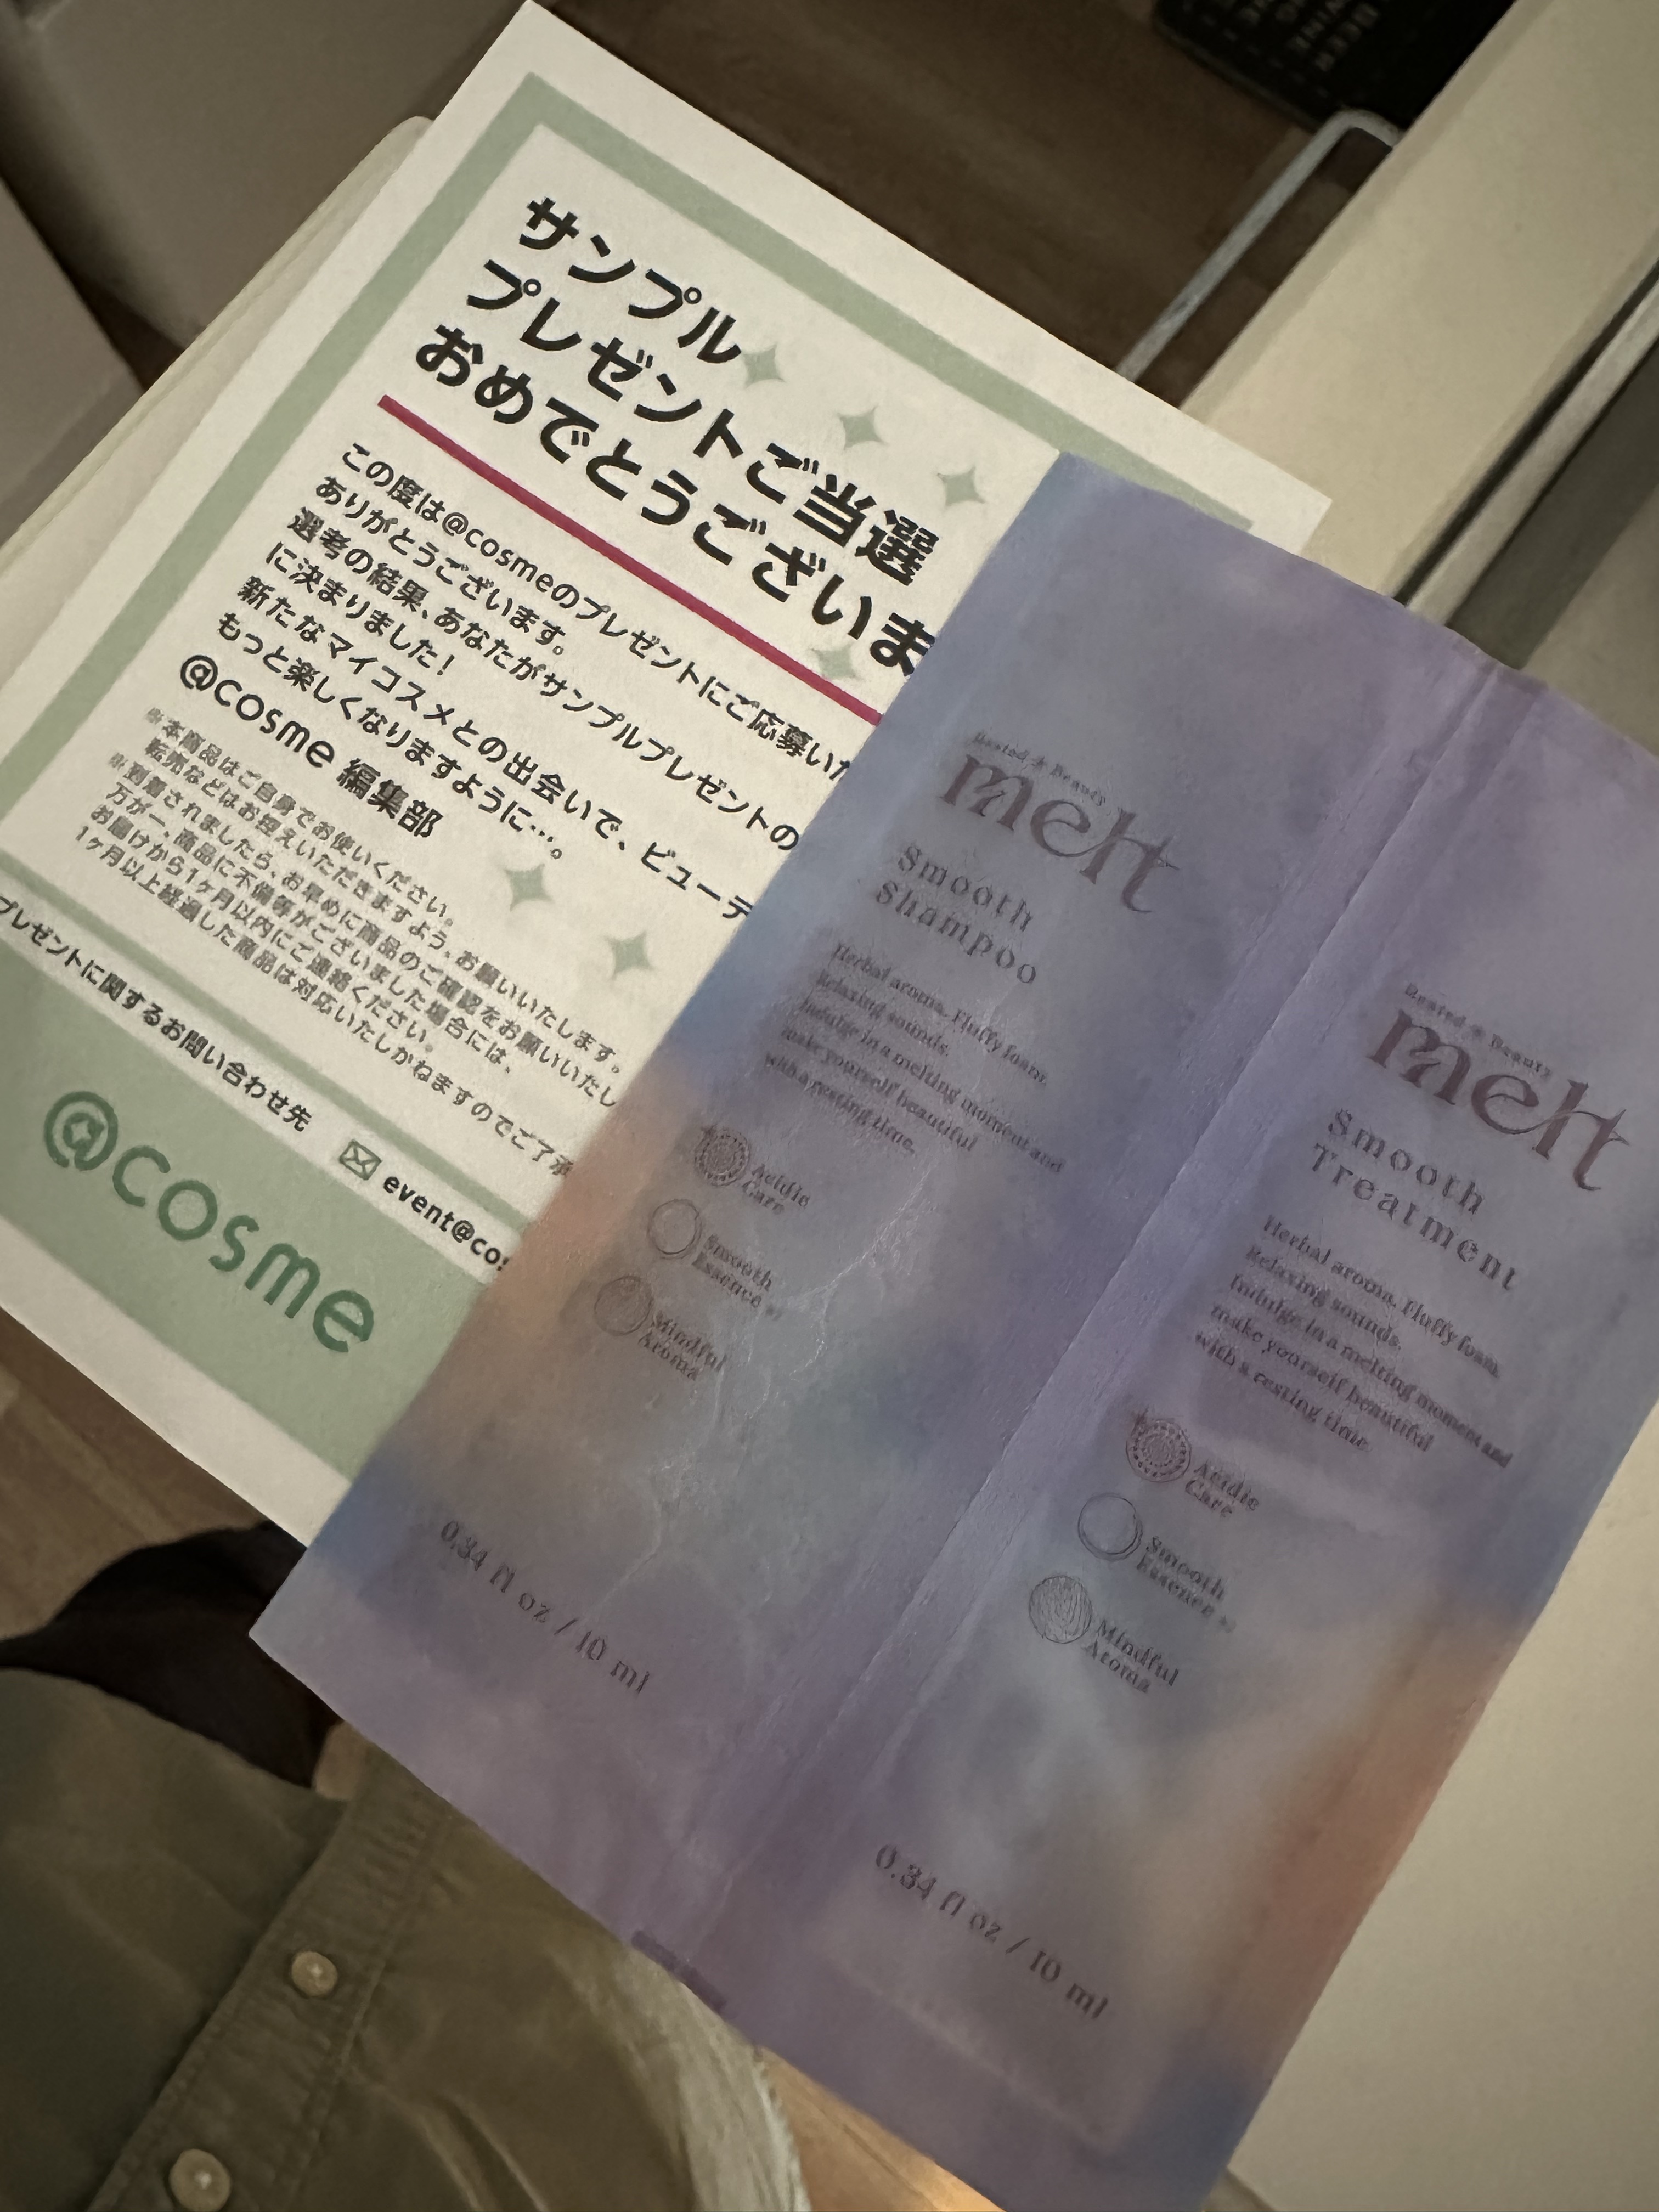 サンプル
プレゼントご当選
おめでとうございま
この度は@cosmeのプレゼントにご応募いた
ありがとうございます。
選考の結果、あなたがサンプルプレゼントの
に決まりました!
新たなマイコスメとの出会いで、ビューテ
もっと楽しくなりますように…。
@cosme 編集部
※本商品はご自身でお使いください。
転売などはお控えいただきますよう、お願いいたします。
※到着されましたら、お早めに商品のご確認をお願いいたし
万が一、商品に不備等がございました場合には、
お届けから1ケ月以内にご連絡ください。
1ケ月以上経過した商品は対応いたしかねますのでご了承
プレゼントに関するお問い合わせ先
event@cos
@cosme
Rested + Beauty
melt
Smooth
Shampoo
Herbal aroma. Fluffy foam.
Relaxing sounds.
Indulge in a melting moment and
make yourself beautiful
with a resting time.
Acidic
Care
Smooth
Essence
Mindful
Aroma
0.34 fl oz / 10 ml
Rested + Beauty
melt
Smooth
Treatment
Herbal aroma. Fluffy foam.
Relaxing sounds.
Indulge in a melting moment and
make yourself beautiful
with a resting time.
Acidic
Care
Smooth
Essence
Mindful
Aroma
0.34 fl oz / 10 ml
BEER
WINE